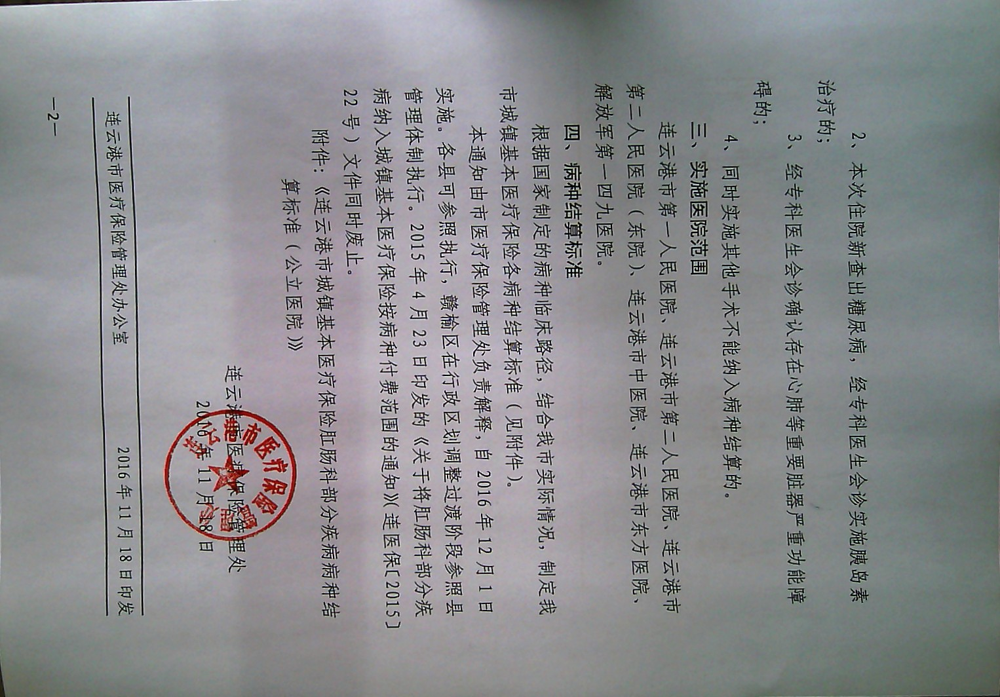 2、本次住院新查出糖尿病，经专科医生会诊实施胰岛素
治疗的；
3、经专科医生会诊确认存在心肺等重要脏器严重功能障
碍的；
4、同时实施其他手术不能纳入病种结算的。
三、实施医院范围
连云港市第一人民医院、连云港市第二人民医院、连云港市
第二人民医院（东院）、连云港市中医院、连云港市东方医院、
解放军第一四九医院。
四、病种结算标准
根据国家制定的病种临床路径，结合我市实际情况，制定我
市城镇基本医疗保险各病种结算标准（见附件）。
本通知由市医疗保险管理处负责解释，自2016年12月1日
实施。各县可参照执行，赣榆区在行政区划调整过渡阶段参照县
管理体制执行。2015年4月23日印发的《关于将肛肠科部分疾
病纳入城镇基本医疗保险按病种付费范围的通知》（连医保〔2015〕
22号）文件同时废止。
附件：《连云港市城镇基本医疗保险肛肠科部分疾病病种结
算标准（公立医院）》
连云港市医疗保险管理处
2016年11月18日
连云港市医疗保险管理处办公室 2016年11月18日印发
—2—